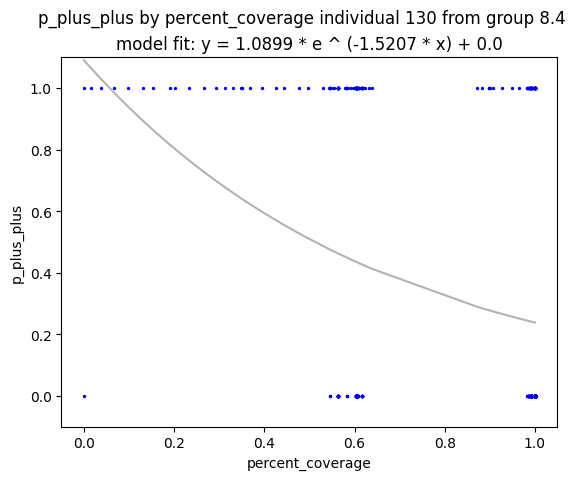 p_plus_plus by percent_coverage individual 130 from group 8.4
model fit: y = 1.0899 * e ^ (-1.5207 * x) + 0.0
1.0
0.8
0.6
0.4
0.2
0.0
p_plus_plus
0.0 0.2 0.4 0.6 0.8 1.0
percent_coverage